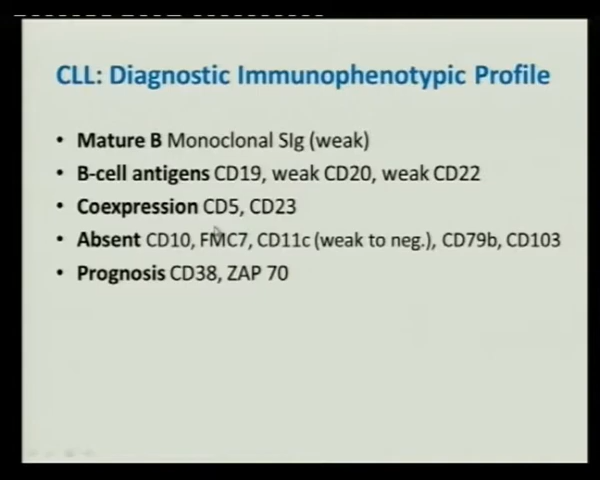 CLL: Diagnostic Immunophenotypic Profile
• Mature B Monoclonal SIg (weak)
• B-cell antigens CD19, weak CD20, weak CD22
• Coexpression CD5, CD23
• Absent CD10, FMC7, CD11c (weak to neg.), CD79b, CD103
• Prognosis CD38, ZAP 70